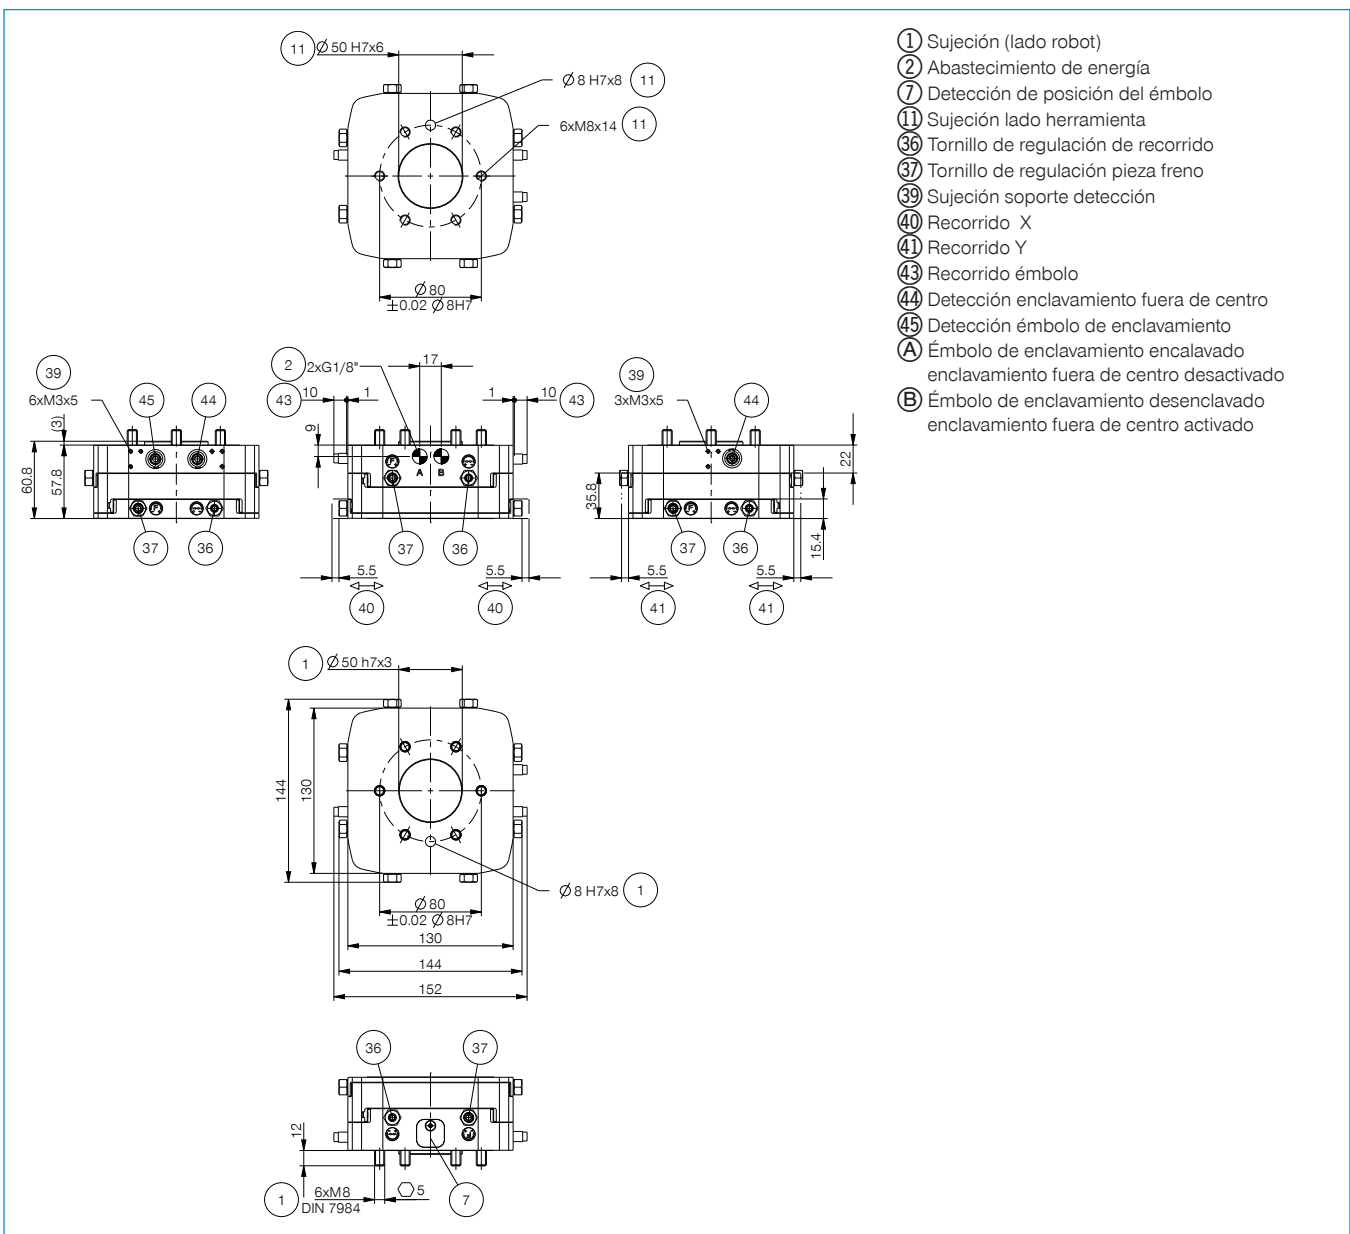 11 Ø 50 H7x6
Ø 8 H7x8 11
6xM8x14 11
Ø 80
±0.02 Ø 8H7
1 Sujeción (lado robot)
2 Abastecimiento de energía
7 Detección de posición del émbolo
11 Sujeción lado herramienta
36 Tornillo de regulación de recorrido
37 Tornillo de regulación pieza freno
39 Sujeción soporte detección
40 Recorrido X
41 Recorrido Y
43 Recorrido émbolo
44 Detección enclavamiento fuera de centro
45 Detección émbolo de enclavamiento
A Émbolo de enclavamiento encalavado
enclavamiento fuera de centro desactivado
B Émbolo de enclavamiento desenclavado
enclavamiento fuera de centro activado
39
6xM3x5
45
44
(3)
60.8
57.8
37
36
2 2xG1/8"
17
43 10 1
1 10 43
9
A B
37
36
5.5
5.5
40
40
39
3xM3x5
44
22
35.8
15.4
37
36
5.5
5.5
41
41
1 Ø 50 h7x3
144
130
Ø 8 H7x8 1
Ø 80
±0.02 Ø 8H7
130
144
152
36
37
12
1 6xM8
DIN 7984
5
7